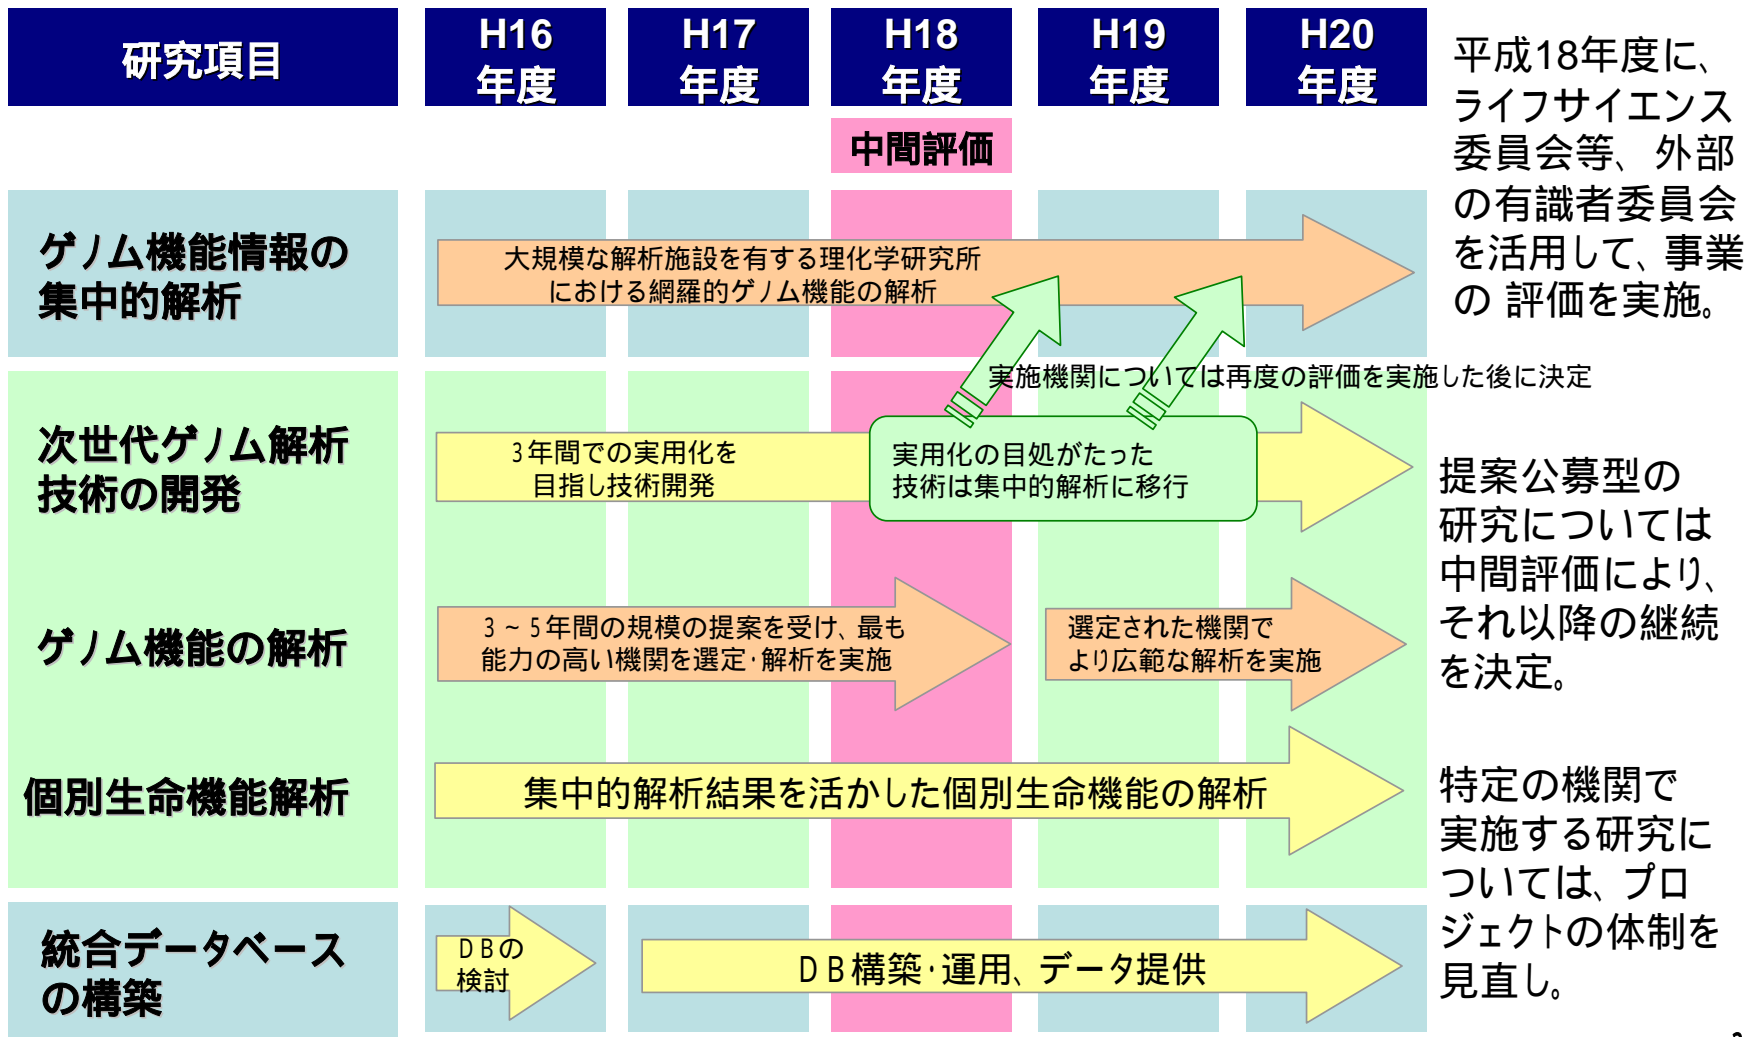 研究項目
H16
年度
H17
年度
H18
年度
H19
年度
H20
年度
中間評価
ゲノム機能情報の
集中的解析
大規模な解析施設を有する理化学研究所
における網羅的ゲノム機能の解析
実施機関については再度の評価を実施した後に決定
次世代ゲノム解析
技術の開発
3年間での実用化を
目指し技術開発
実用化の目処がたった
技術は集中的解析に移行
ゲノム機能の解析
3~5年間の規模の提案を受け、最も
能力の高い機関を選定・解析を実施
選定された機関で
より広範な解析を実施
個別生命機能解析
集中的解析結果を活かした個別生命機能の解析
統合データベース
の構築
DBの
検討
DB構築・運用、データ提供
平成18年度に、
ライフサイエンス
委員会等、外部
の有識者委員会
を活用して、事業
の 評価を実施。
提案公募型の
研究については
中間評価により、
それ以降の継続
を決定。
特定の機関で
実施する研究に
ついては、プロ
ジェクトの体制を
見直し。